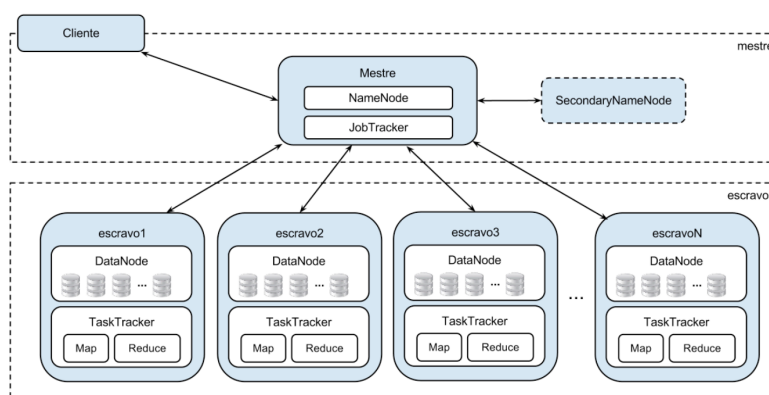 Cliente
mestre
Mestre
NameNode
JobTracker
SecondaryNameNode
escravo
escravo1
escravo2
escravo3
escravoN
DataNode
DataNode
DataNode
DataNode
...
...
...
...
TaskTracker
TaskTracker
TaskTracker
...
TaskTracker
Map
Reduce
Map
Reduce
Map
Reduce
Map
Reduce